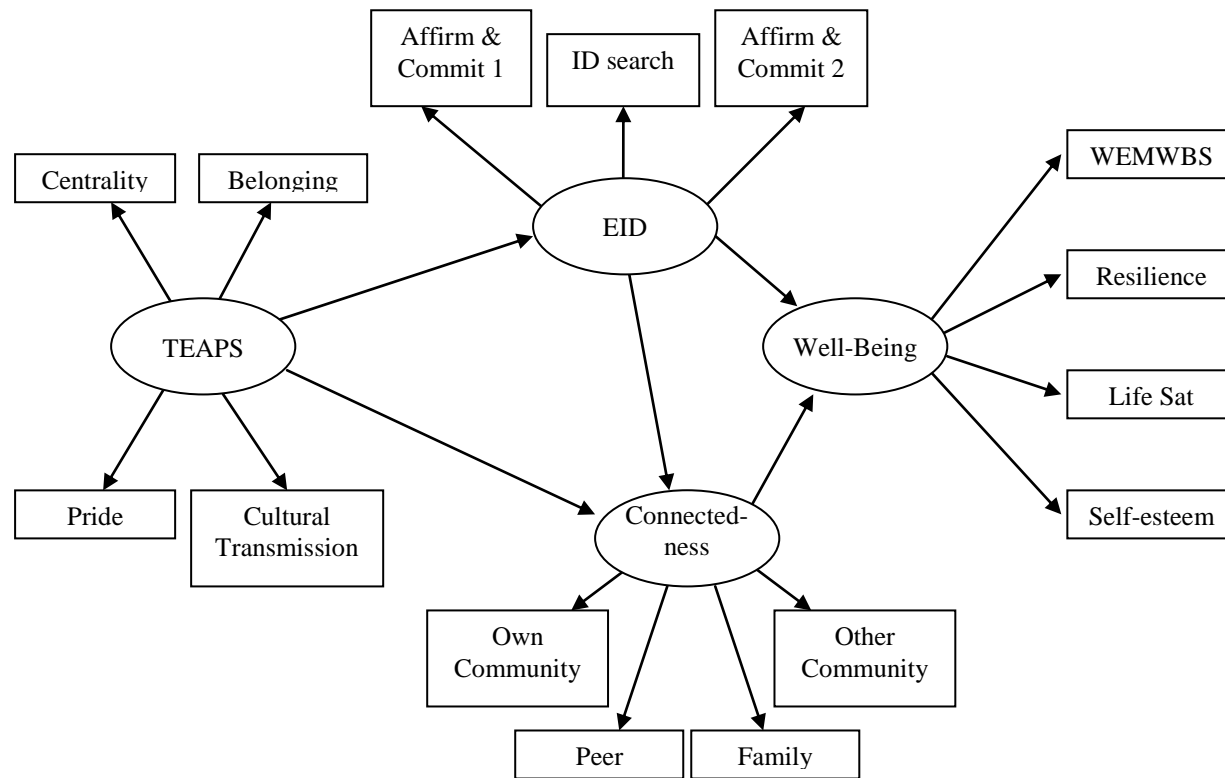 Affirm &
Commit 1
ID search
Affirm &
Commit 2
WEMWBS
Centrality
Belonging
EID
Resilience
TEAPS
Well-Being
Life Sat
Pride
Cultural
Transmission
Connected-
ness
Self-esteem
Own
Community
Other
Community
Peer
Family